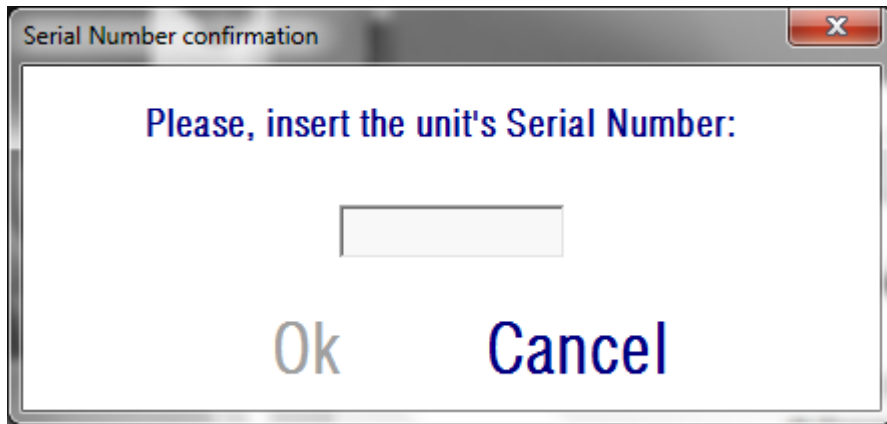 Serial Number confirmation
Please, insert the unit's Serial Number:
Ok Cancel